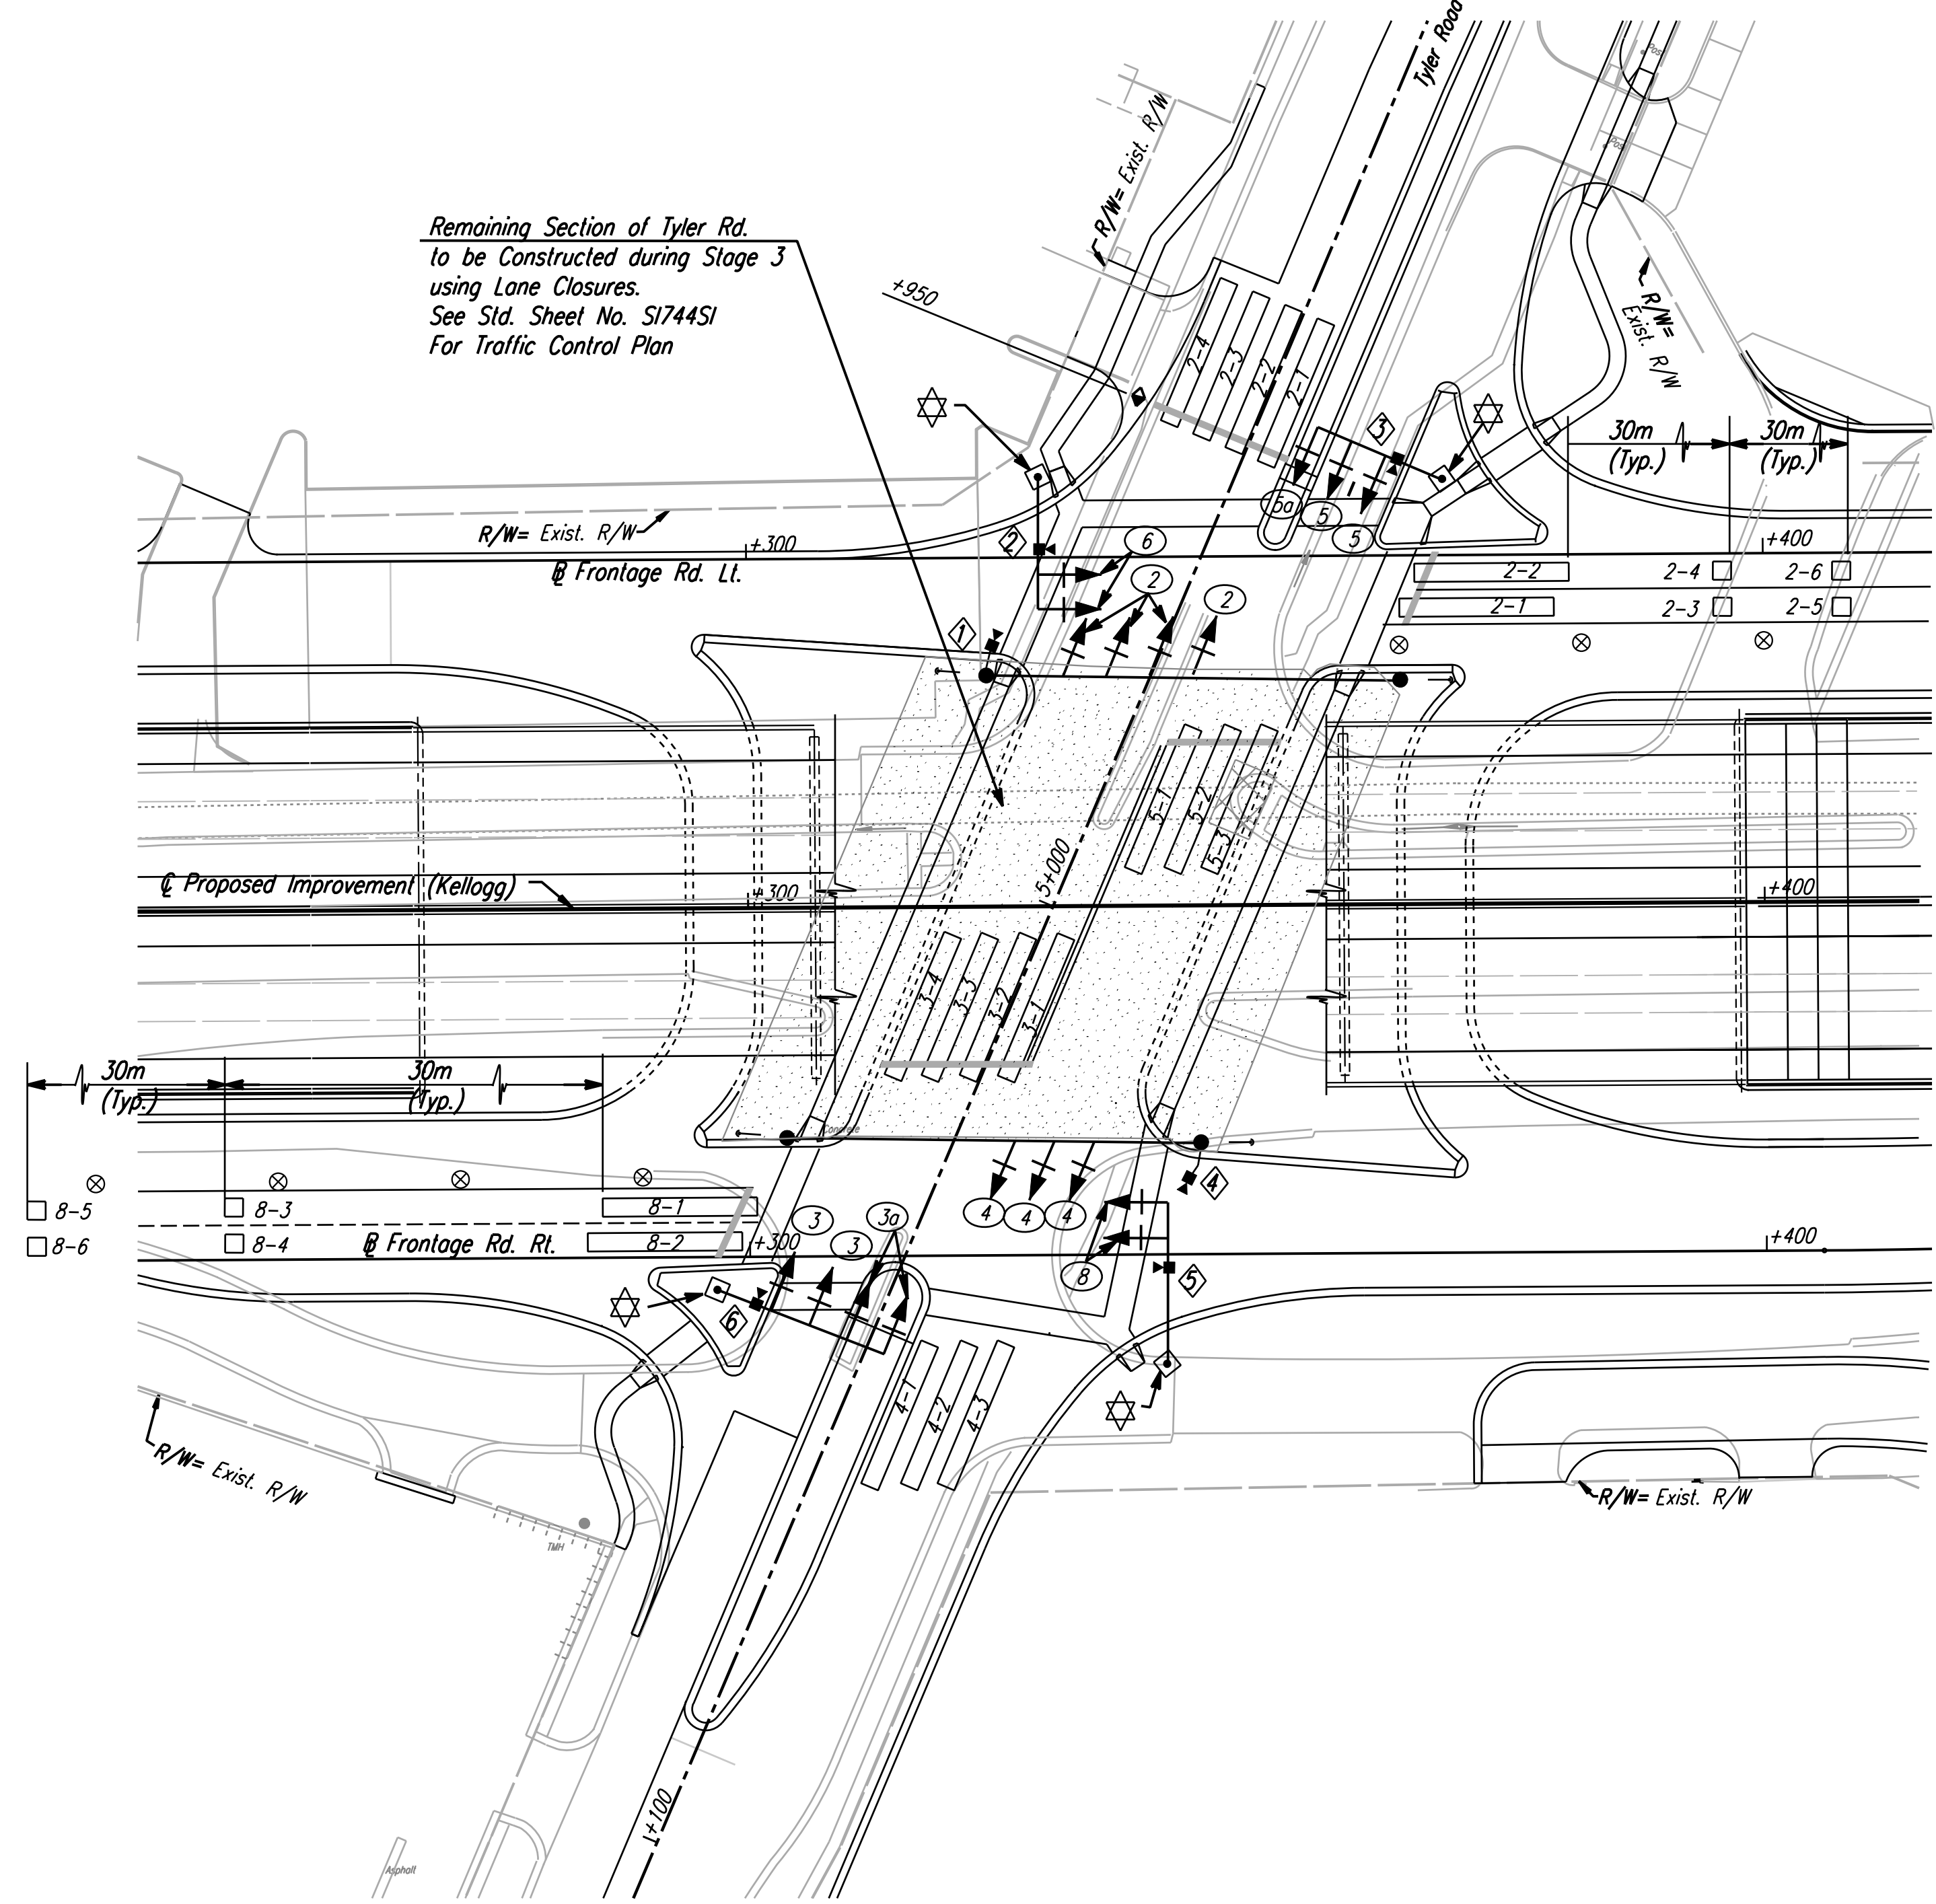 Tyler Road
Post
Post
R/W= Exist. R/W
Remaining Section of Tyler Rd.
to be Constructed during Stage 3
using Lane Closures.
See Std. Sheet No. SI744SI
For Traffic Control Plan
+950
R/W=
Exist. R/W
2-4
2-3
2-2
2-1
3
30m
(Typ.)
30m
(Typ.)
5a
5
5
R/W= Exist. R/W
2
6
+300
+400
℄ Frontage Rd. Lt.
2
2
2-2
2-4
2-6
2-1
2-3
2-5
1
5-1
5-2
5-3
5+000
℄ Proposed Improvement (Kellogg)
+300
+400
3-4
3-3
3-2
3-1
30m
(Typ.)
30m
(Typ.)
Concrete
4
8-5
8-3
8-1
3
3a
4
4
4
8-6
8-4
℄ Frontage Rd. Rt.
8-2
+300
3
+400
8
5
6
4-1
4-2
4-3
R/W= Exist. R/W
R/W= Exist. R/W
TMH
+100
Asphalt